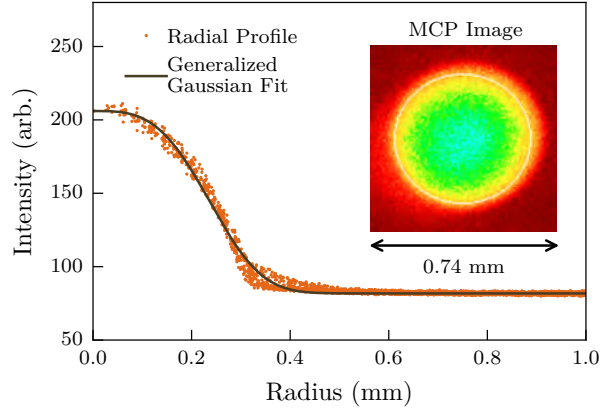 Radial Profile
Generalized
Gaussian Fit
MCP Image
0.74 mm
250
200
150
100
50
0.0 0.2 0.4 0.6 0.8 1.0
Intensity (arb.)
Radius (mm)